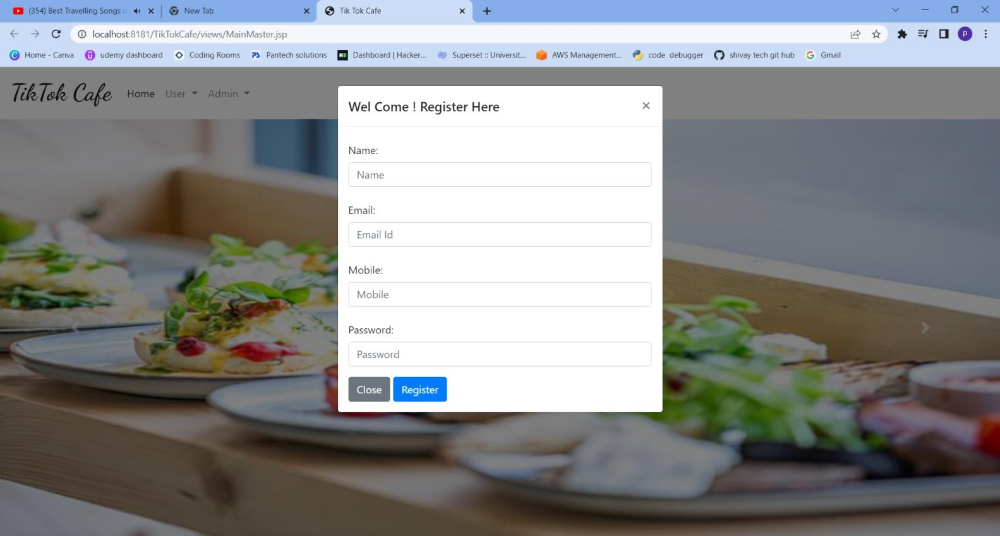 (354) Best Travelling Songs
New Tab
Tik Tok Cafe
localhost:8181/TikTokCafe/views/MainMaster.jsp
P
Home - Canva
udemy dashboard
Coding Rooms
PS
Pantech solutions
Dashboard | Hacker...
Superset :: Universit...
AWS Management...
code debugger
shivay tech git hub
Gmail
TikTok Cafe
Home
User
Admin
Wel Come ! Register Here
×
Name:
Name
Email:
Email Id
Mobile:
Mobile
Password:
Password
Close
Register